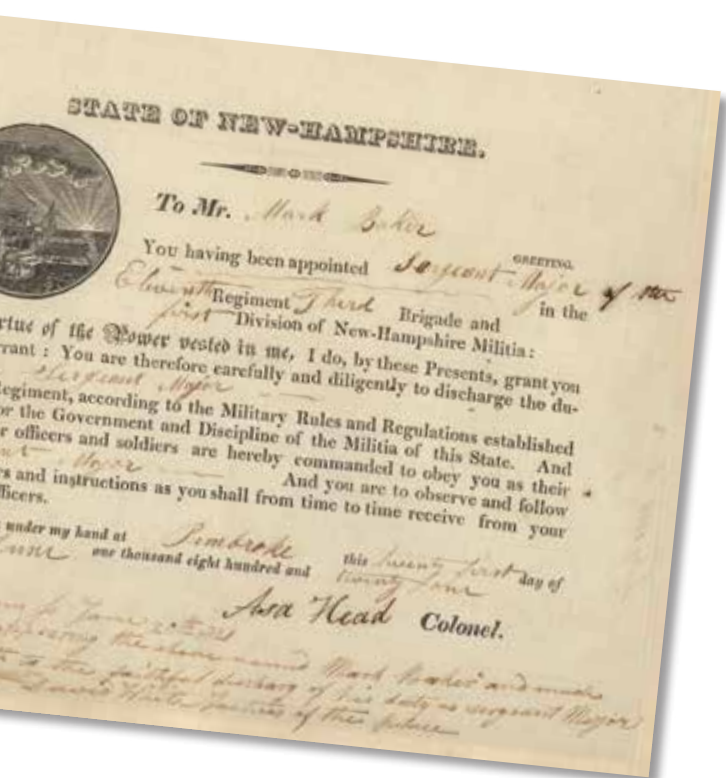 STATE OF NEW-HAMPSHIRE.
To Mr. Mark Baker
GREETING.
You having been appointed Sergeant Major of the
Eleventh Regiment Third Brigade and in the
first Division of New-Hampshire Militia:
rtue of the Power vested in me, I do, by these Presents, grant you
rrant: You are therefore carefully and diligently to discharge the du-
Sergeant Major
Regiment, according to the Military Rules and Regulations established
or the Government and Discipline of the Militia of this State. And
r officers and soldiers are hereby commanded to obey you as their
nt Major And you are to observe and follow
rs and instructions as you shall from time to time receive from your
fficers.
under my hand at Pembroke this twenty first day of
one thousand eight hundred and twenty four
Asa Head Colonel.
the above named Mark Baker and made
to the faithful discharg of his duty as sergeant Major
Justice of the peace